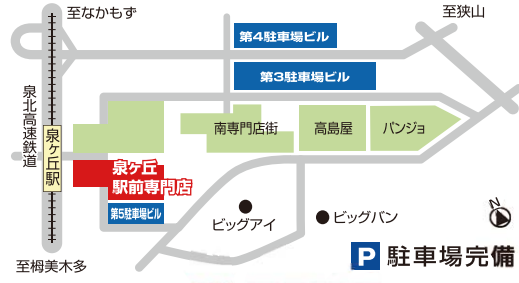 至なかもず
至狭山
第4駐車場ビル
第3駐車場ビル
泉北高速鉄道
泉ヶ丘駅
南専門店街
高島屋
パンジョ
泉ヶ丘
駅前専門店
第5駐車場ビル
ビッグアイ
ビッグバン
N
P 駐車場完備
至栂美木多